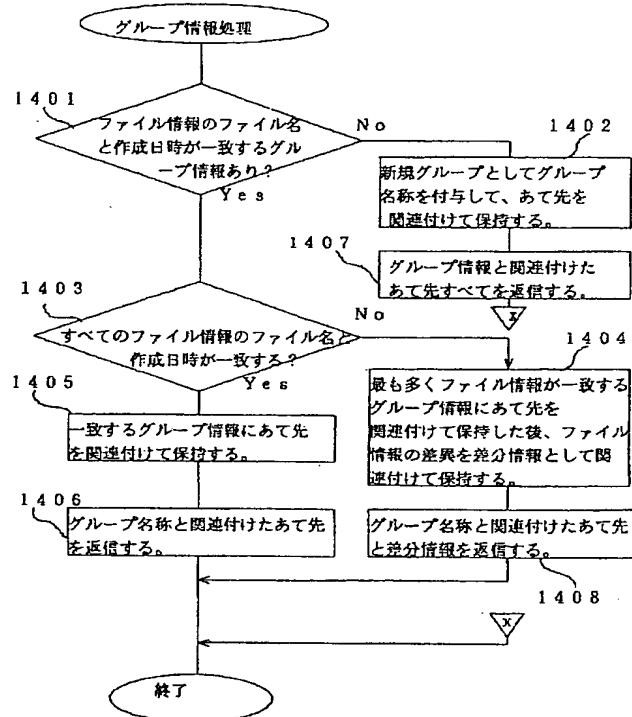 グループ情報処理
1401
ファイル情報のファイル名
と作成日時が一致するグル
ープ情報あり?
No
Yes
1402
新規グループとしてグループ
名称を付与して、あて先を
関連付けて保持する。
1407
グループ情報と関連付けた
あて先すべてを返信する。
x
1403
すべてのファイル情報のファイル名と
作成日時が一致する?
No
Yes
1404
最も多くファイル情報が一致する
グループ情報にあて先を
関連付けて保持した後、ファイル
情報の差異を差分情報として関
連付けて保持する。
1405
一致するグループ情報にあて先
を関連付けて保持する。
1406
グループ名称と関連付けたあて先
を返信する。
グループ名称と関連付けたあて先
と差分情報を返信する。
1408
x
終了